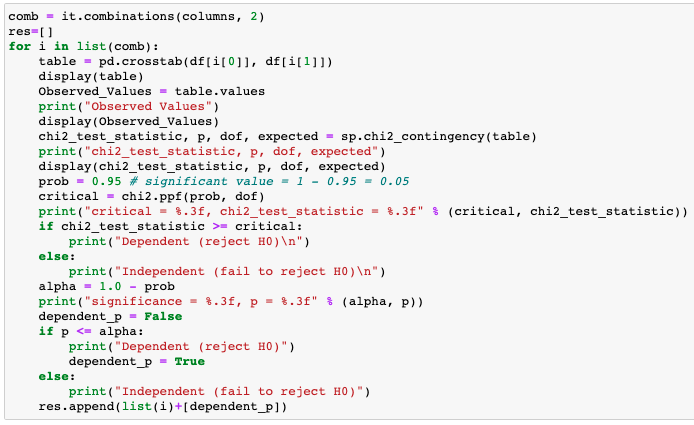 comb = it.combinations(columns, 2)
res=[]
for i in list(comb):
    table = pd.crosstab(df[i[0]], df[i[1]])
    display(table)
    Observed_Values = table.values
    print("Observed Values")
    display(Observed_Values)
    chi2_test_statistic, p, dof, expected = sp.chi2_contingency(table)
    print("chi2_test_statistic, p, dof, expected")
    display(chi2_test_statistic, p, dof, expected)
    prob = 0.95 # significant value = 1 - 0.95 = 0.05
    critical = chi2.ppf(prob, dof)
    print("critical = %.3f, chi2_test_statistic = %.3f" % (critical, chi2_test_statistic))
    if chi2_test_statistic >= critical:
        print("Dependent (reject H0)\n")
    else:
        print("Independent (fail to reject H0)\n")
    alpha = 1.0 - prob
    print("significance = %.3f, p = %.3f" % (alpha, p))
    dependent_p = False
    if p <= alpha:
        print("Dependent (reject H0)")
        dependent_p = True
    else:
        print("Independent (fail to reject H0)")
    res.append(list(i)+[dependent_p])